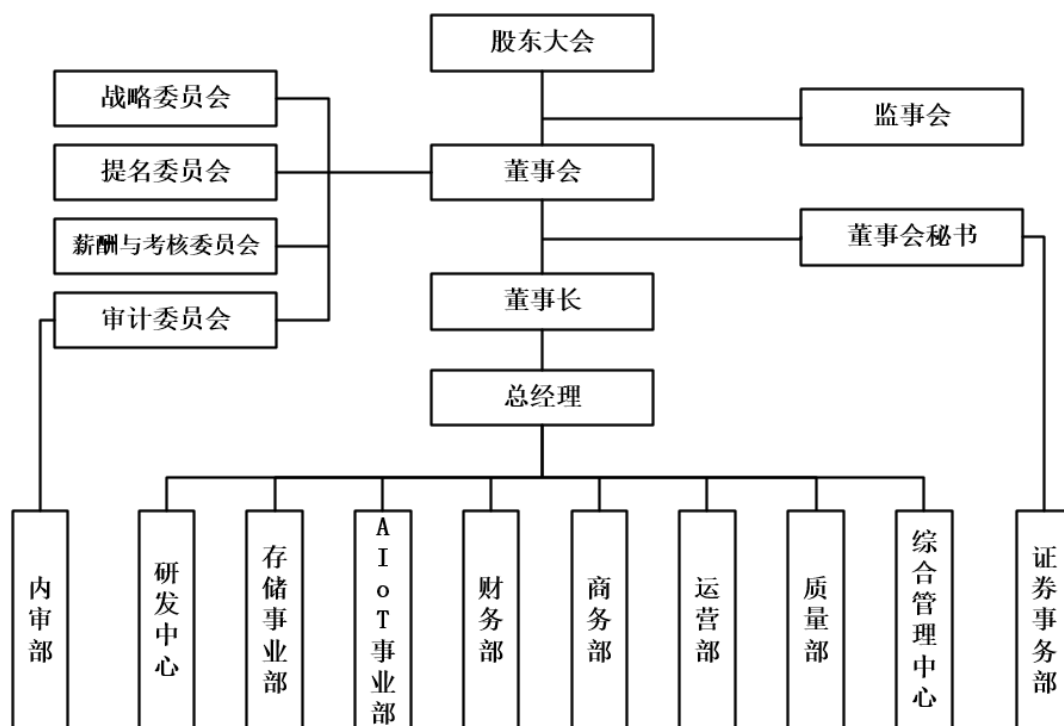 股东大会
战略委员会
监事会
提名委员会
董事会
薪酬与考核委员会
董事会秘书
审计委员会
董事长
总经理
内审部
研发中心
存储事业部
AIoT事业部
财务部
商务部
运营部
质量部
综合管理中心
证券事务部